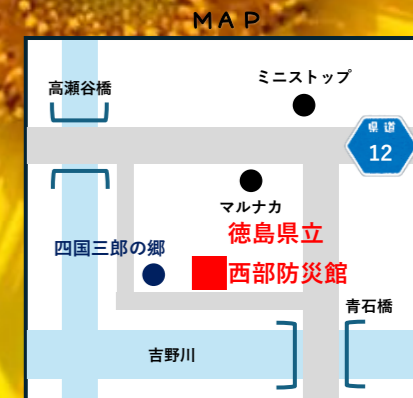 MAP
高瀬谷橋
ミニストップ
県道
12
マルナカ
徳島県立
西部防災館
四国三郎の郷
青石橋
吉野川